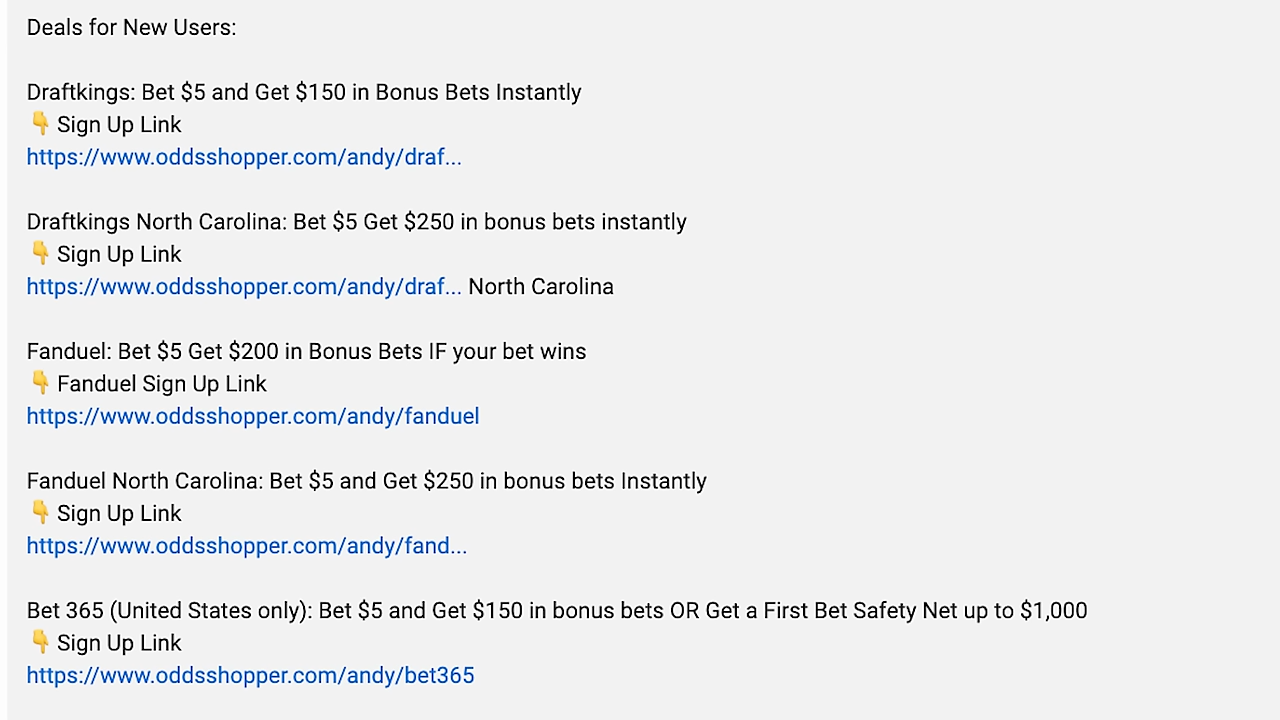 Deals for New Users:
Draftkings: Bet $5 and Get $150 in Bonus Bets Instantly
👇 Sign Up Link
https://www.oddsshopper.com/andy/draf...
Draftkings North Carolina: Bet $5 Get $250 in bonus bets instantly
👇 Sign Up Link
https://www.oddsshopper.com/andy/draf... North Carolina
Fanduel: Bet $5 Get $200 in Bonus Bets IF your bet wins
👇 Fanduel Sign Up Link
https://www.oddsshopper.com/andy/fanduel
Fanduel North Carolina: Bet $5 and Get $250 in bonus bets Instantly
👇 Sign Up Link
https://www.oddsshopper.com/andy/fand...
Bet 365 (United States only): Bet $5 and Get $150 in bonus bets OR Get a First Bet Safety Net up to $1,000
👇 Sign Up Link
https://www.oddsshopper.com/andy/bet365